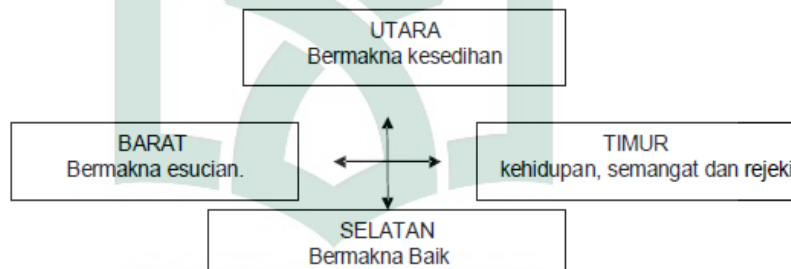 UTARA
Bermakna kesedihan
BARAT
Bermakna esucian.
TIMUR
kehidupan, semangat dan rejeki
SELATAN
Bermakna Baik